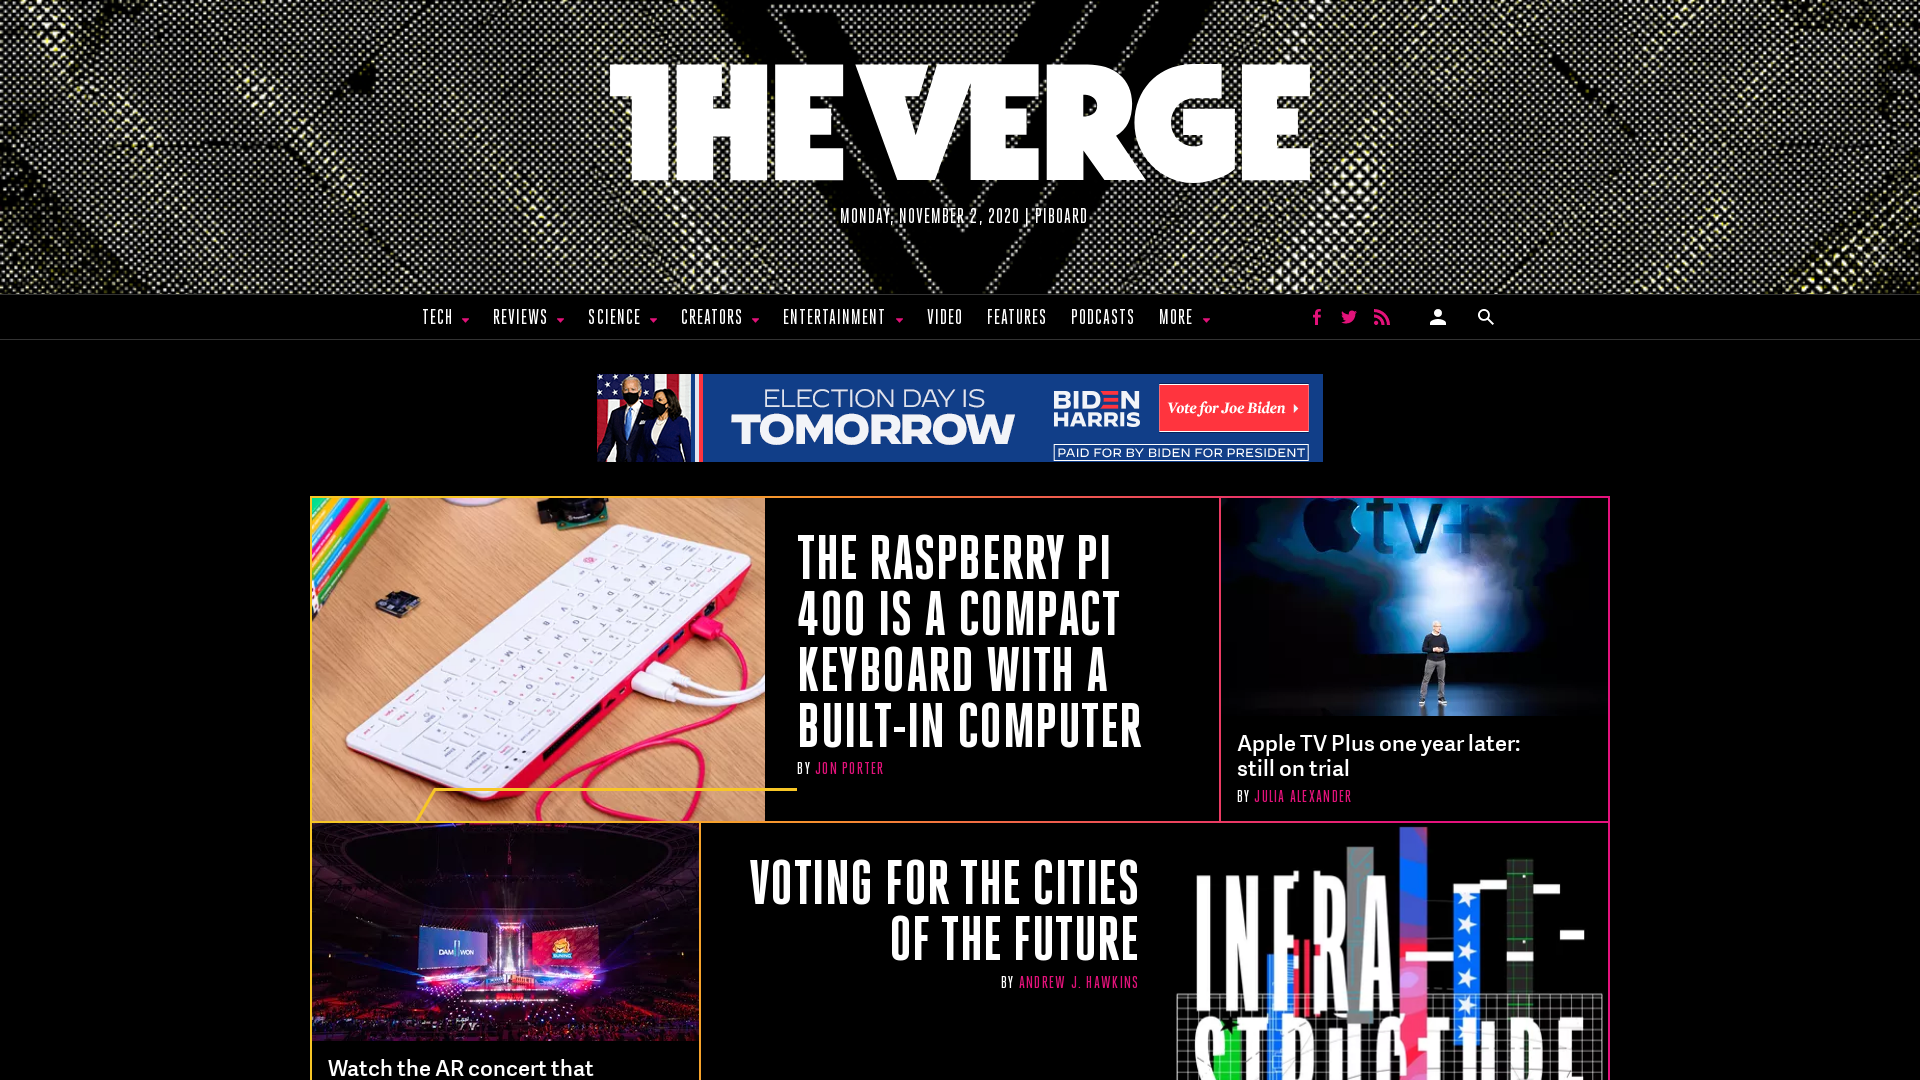 THE VERGE
MONDAY, NOVEMBER 2, 2020 | PIBOARD
TECH REVIEWS SCIENCE CREATORS ENTERTAINMENT VIDEO FEATURES PODCASTS MORE
ELECTION DAY IS
TOMORROW
BIDEN
HARRIS
Vote for Joe Biden
PAID FOR BY BIDEN FOR PRESIDENT
THE RASPBERRY PI
400 IS A COMPACT
KEYBOARD WITH A
BUILT-IN COMPUTER
BY JON PORTER
tv+
Apple TV Plus one year later:
still on trial
BY JULIA ALEXANDER
DAMWON
Watch the AR concert that
VOTING FOR THE CITIES
OF THE FUTURE
BY ANDREW J. HAWKINS
INFRA
STRUCTURE